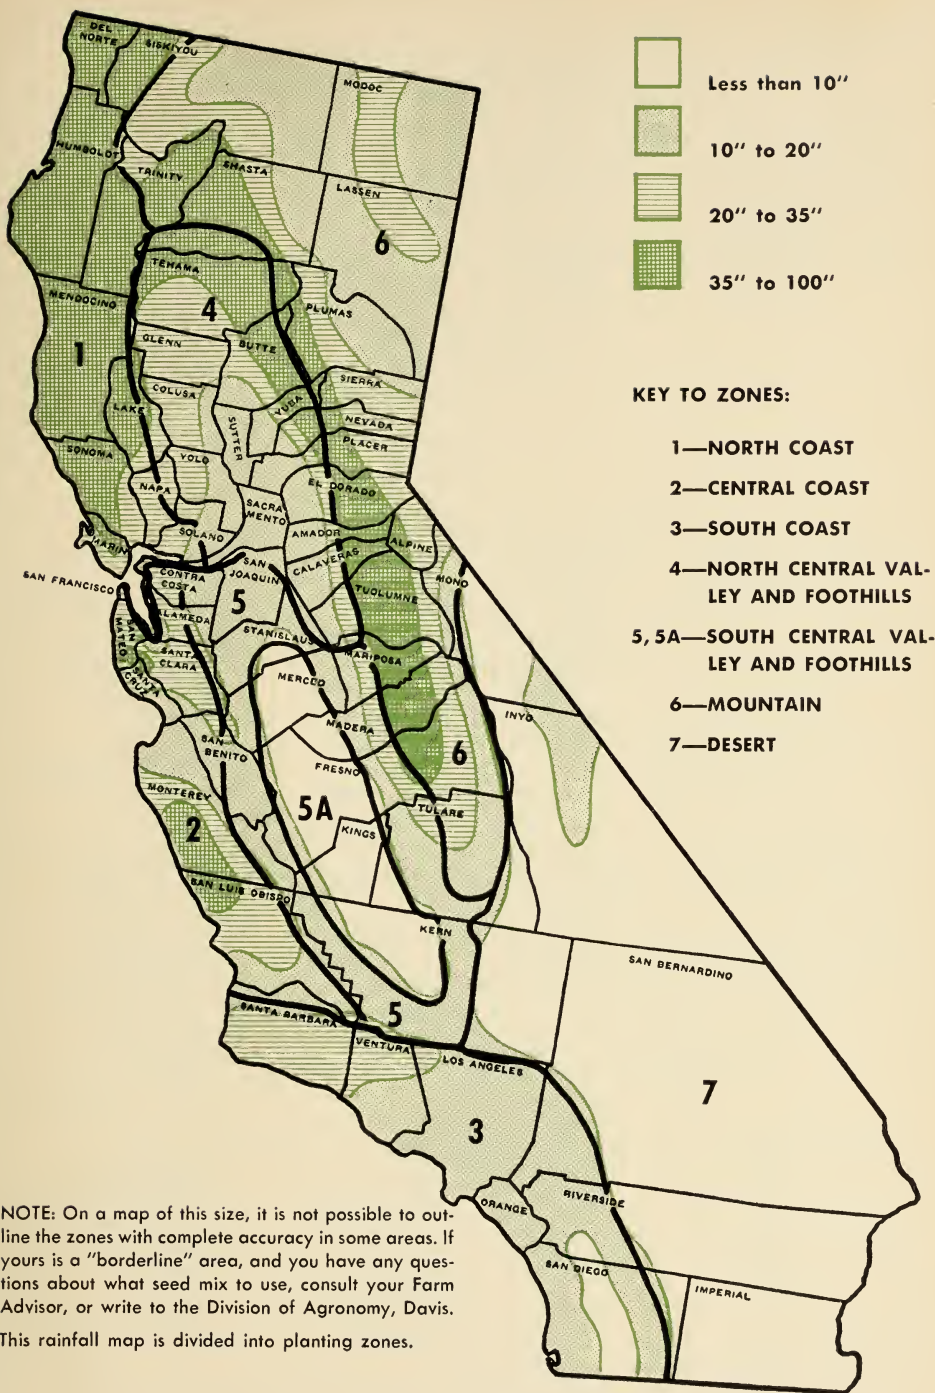 Less than 10"
10" to 20"
20" to 35"
35" to 100"
KEY TO ZONES:
1—NORTH COAST
2—CENTRAL COAST
3—SOUTH COAST
4—NORTH CENTRAL VAL-
LEY AND FOOTHILLS
5, 5A—SOUTH CENTRAL VAL-
LEY AND FOOTHILLS
6—MOUNTAIN
7—DESERT
DEL
NORTE
SISKIYOU
MODOC
HUMBOLDT
TRINITY
SHASTA
LASSEN
6
TEHAMA
MENDOCINO
4
PLUMAS
1
GLENN
BUTTE
SIERRA
COLUSA
LAKE
YUBA
SUTTER
NEVADA
PLACER
SONOMA
YOLO
NAPA
EL DORADO
SACRA-
MENTO
SOLANO
AMADOR
ALPINE
MARIN
CALAVERAS
SAN
JOAQUIN
SAN FRANCISCO
CONTRA
COSTA
MONO
TUOLUMNE
5
ALAMEDA
STANISLAUS
SAN
MATEO
SANTA
CLARA
MARIPOSA
SANTA
CRUZ
MERCED
INYO
MADERA
SAN
BENITO
FRESNO
6
MONTEREY
5A
TULARE
2
KINGS
SAN LUIS OBISPO
KERN
SAN BERNARDINO
SANTA BARBARA
5
VENTURA
LOS ANGELES
7
3
ORANGE
RIVERSIDE
SAN DIEGO
IMPERIAL
NOTE: On a map of this size, it is not possible to out-
line the zones with complete accuracy in some areas. If
yours is a "borderline" area, and you have any ques-
tions about what seed mix to use, consult your Farm
Advisor, or write to the Division of Agronomy, Davis.
This rainfall map is divided into planting zones.